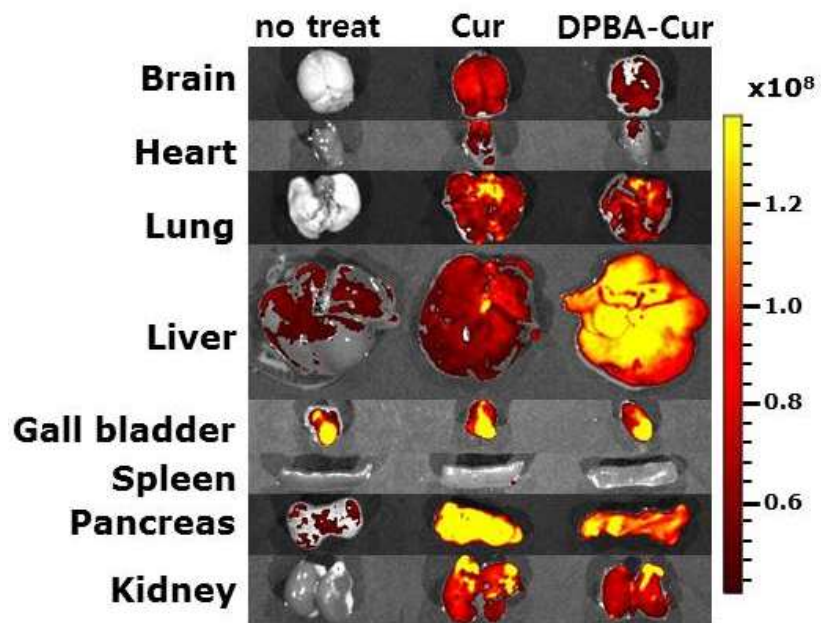 no treat Cur DPBA-Cur
Brain
x10⁸
Heart
1.2
Lung
1.0
Liver
0.8
Gall bladder
Spleen
0.6
Pancreas
Kidney